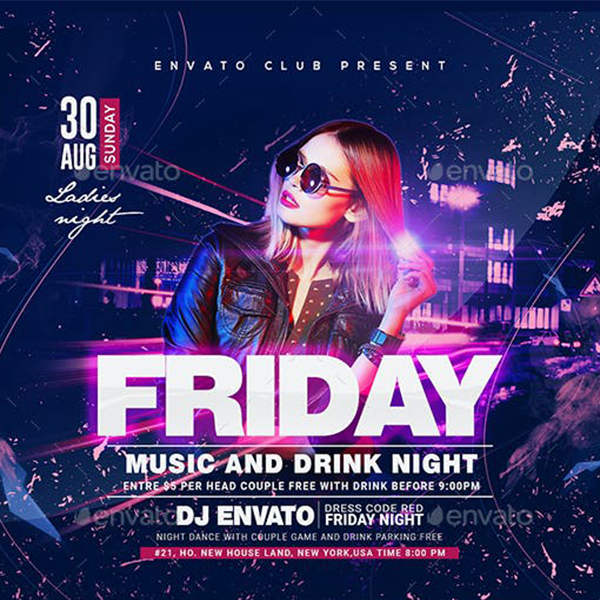 ENVATO CLUB PRESENT
30
AUG
SUNDAY
Ladies
night
envato
envato
FRIDAY
MUSIC AND DRINK NIGHT
ENTRE $5 PER HEAD COUPLE FREE WITH DRINK BEFORE 9:00PM
DJ ENVATO
DRESS CODE RED
FRIDAY NIGHT
envato
envato
NIGHT DANCE WITH COUPLE GAME AND DRINK PARKING FREE
#21, HO. NEW HOUSE LAND, NEW YORK,USA TIME 8:00 PM